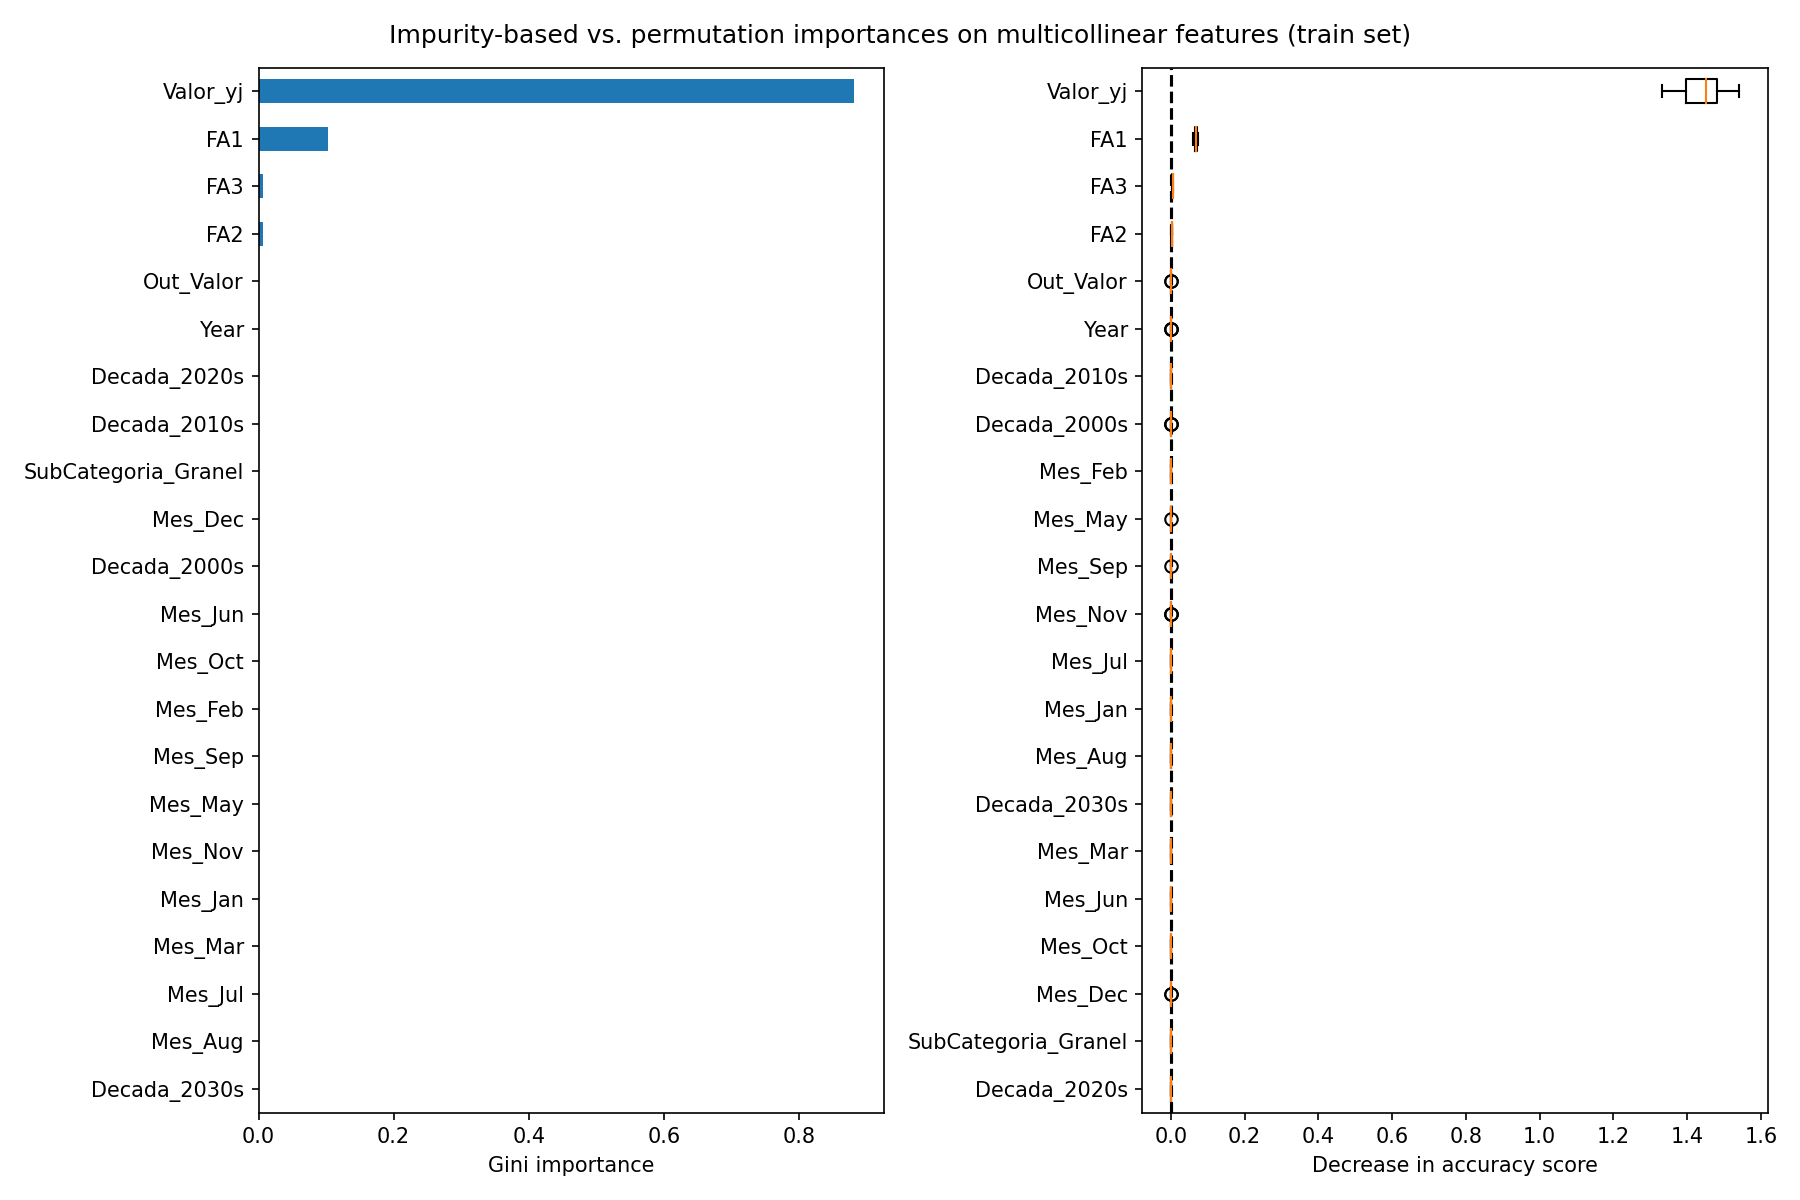 Impurity-based vs. permutation importances on multicollinear features (train set)
Valor_yj
FA1
FA3
FA2
Out_Valor
Year
Decada_2020s
Decada_2010s
SubCategoria_Granel
Mes_Dec
Decada_2000s
Mes_Jun
Mes_Oct
Mes_Feb
Mes_Sep
Mes_May
Mes_Nov
Mes_Jan
Mes_Mar
Mes_Jul
Mes_Aug
Decada_2030s
0.0 0.2 0.4 0.6 0.8
Gini importance
Valor_yj
FA1
FA3
FA2
Out_Valor
Year
Decada_2010s
Decada_2000s
Mes_Feb
Mes_May
Mes_Sep
Mes_Nov
Mes_Jul
Mes_Jan
Mes_Aug
Decada_2030s
Mes_Mar
Mes_Jun
Mes_Oct
Mes_Dec
SubCategoria_Granel
Decada_2020s
0.0 0.2 0.4 0.6 0.8 1.0 1.2 1.4 1.6
Decrease in accuracy score